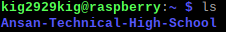 kig2929kig@raspberry:~ $ ls
Ansan-Technical-High-School